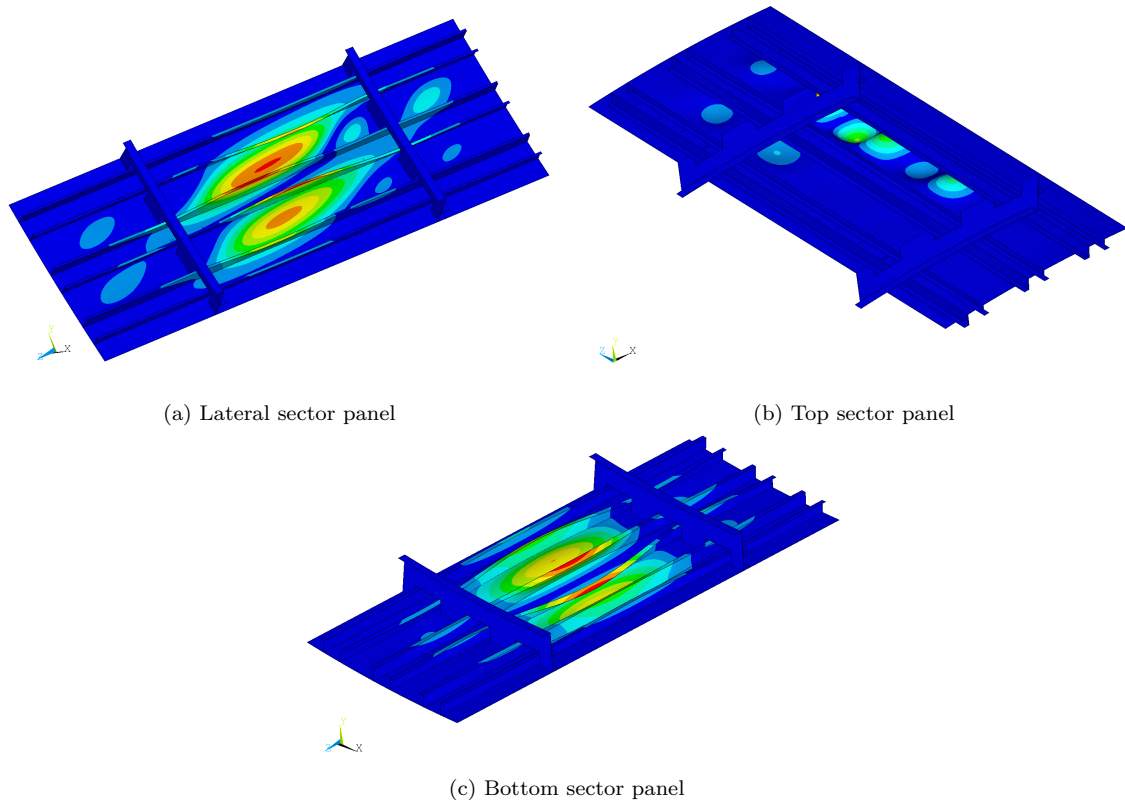 Y
Z X
(a) Lateral sector panel
Y
Z X
(b) Top sector panel
Y
Z X
(c) Bottom sector panel